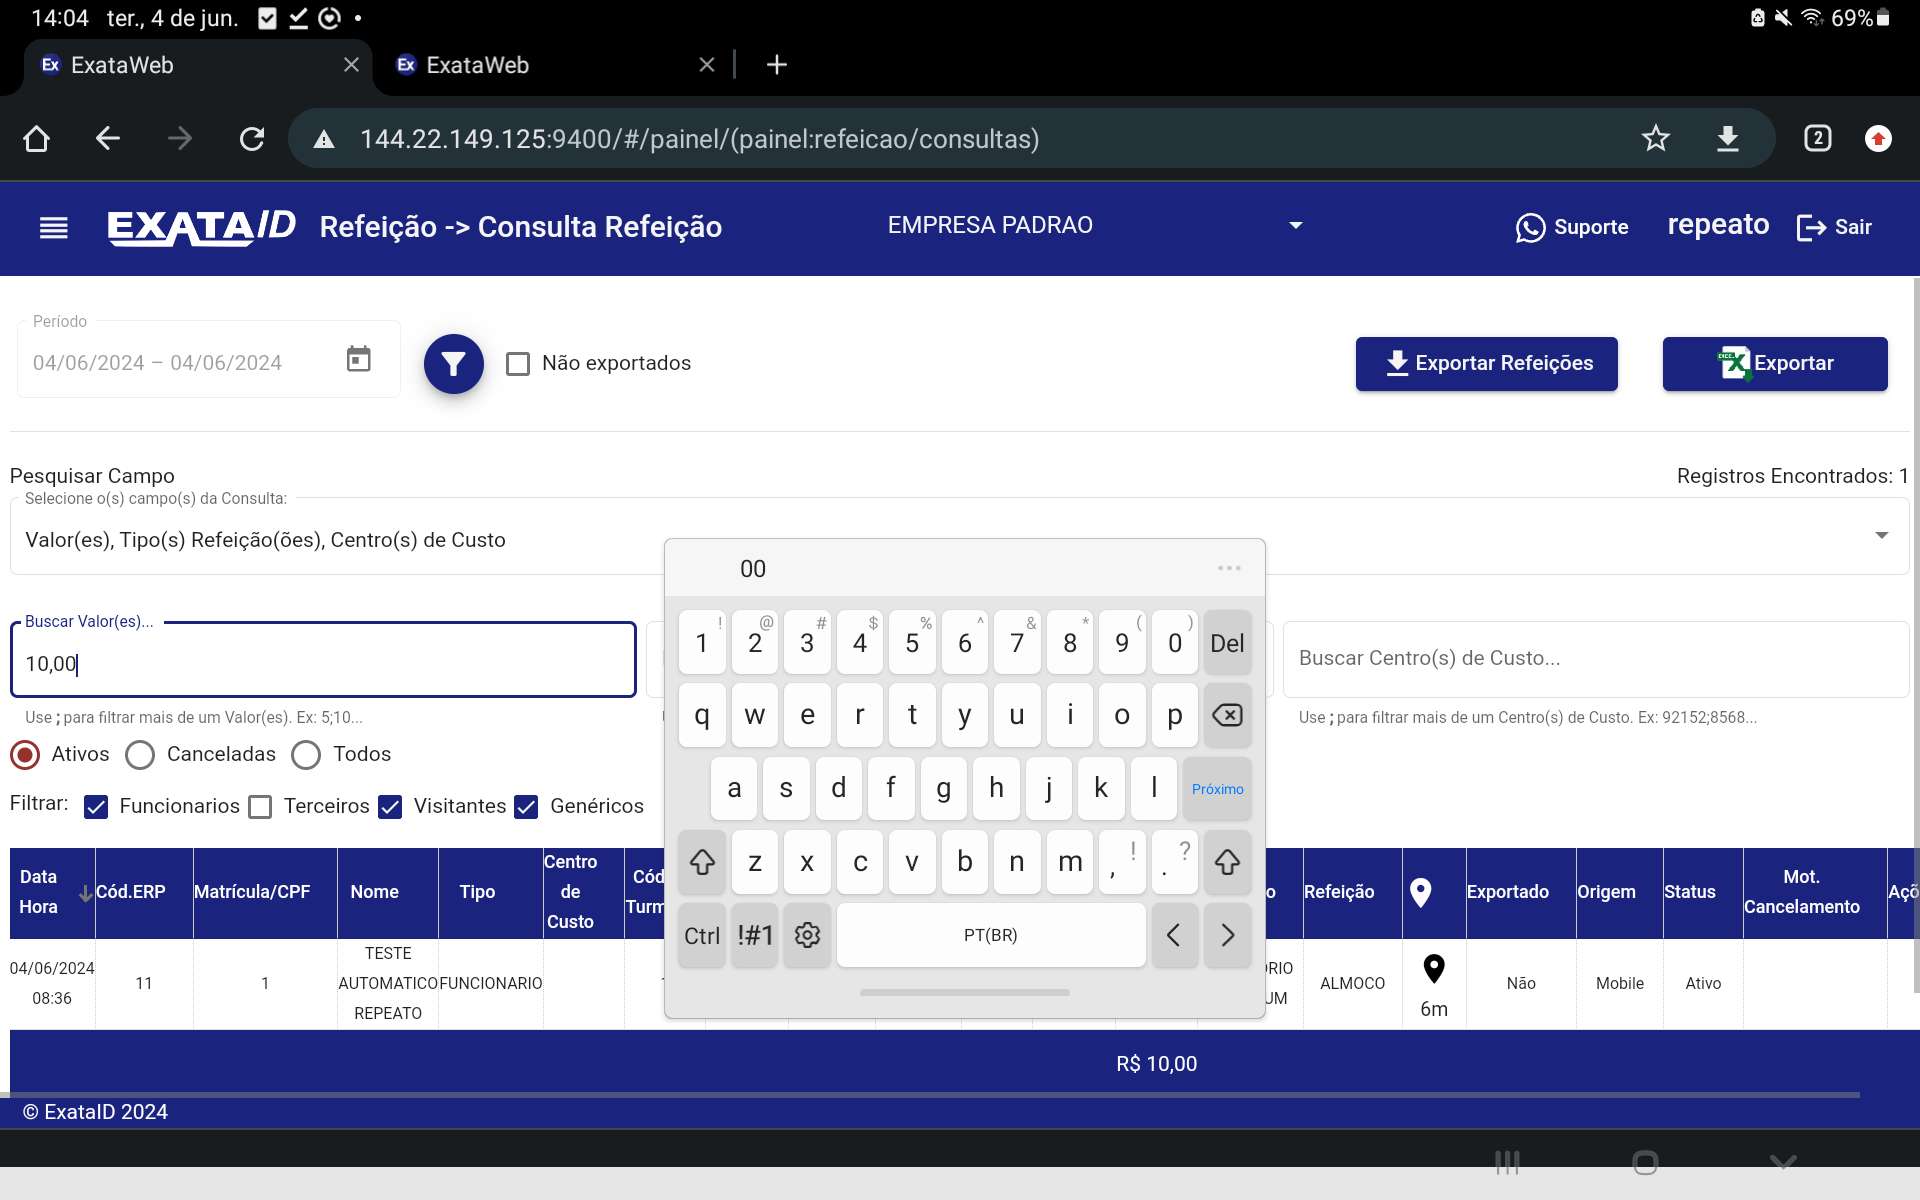 14:04 ter., 4 de jun.
69%
ExataWeb
ExataWeb
144.22.149.125:9400/#/painel/(painel:refeicao/consultas)
2
EXATA/ID
Refeição -> Consulta Refeição
EMPRESA PADRAO
Suporte
repeato
Sair
Período
04/06/2024 – 04/06/2024
Não exportados
Exportar Refeições
Exportar
Pesquisar Campo
Registros Encontrados: 1
Selecione o(s) campo(s) da Consulta:
Valor(es), Tipo(s) Refeição(ões), Centro(s) de Custo
Buscar Valor(es)...
10,00
Buscar Centro(s) de Custo...
Use ; para filtrar mais de um Valor(es). Ex: 5;10...
Use ; para filtrar mais de um Centro(s) de Custo. Ex: 92152;8568...
Ativos Canceladas Todos
Filtrar: Funcionarios Terceiros Visitantes Genéricos
00
! @ # $ % ^ & * ( )
1 2 3 4 5 6 7 8 9 0 Del
q w e r t y u i o p
a s d f g h j k l Próximo
z x c v b n m , ! . ?
Ctrl !#1 PT(BR) < >
Data Hora
Cód.ERP
Matrícula/CPF
Nome
Tipo
Centro de Custo
Cód
Turm
o
Refeição
Exportado
Origem
Status
Mot. Cancelamento
Açõ
04/06/2024 08:36
11
1
TESTE AUTOMATICO REPEATO
FUNCIONARIO
ORIO
UM
ALMOCO
6m
Não
Mobile
Ativo
R$ 10,00
© ExataID 2024